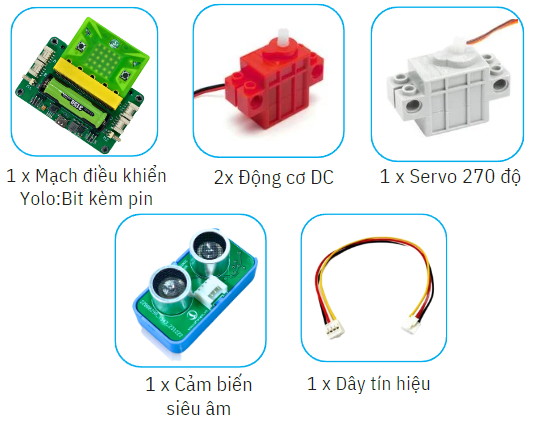 1 x Mạch điều khiển
Yolo:Bit kèm pin
2x Động cơ DC
1 x Servo 270 độ
1 x Cảm biến
siêu âm
1 x Dây tín hiệu